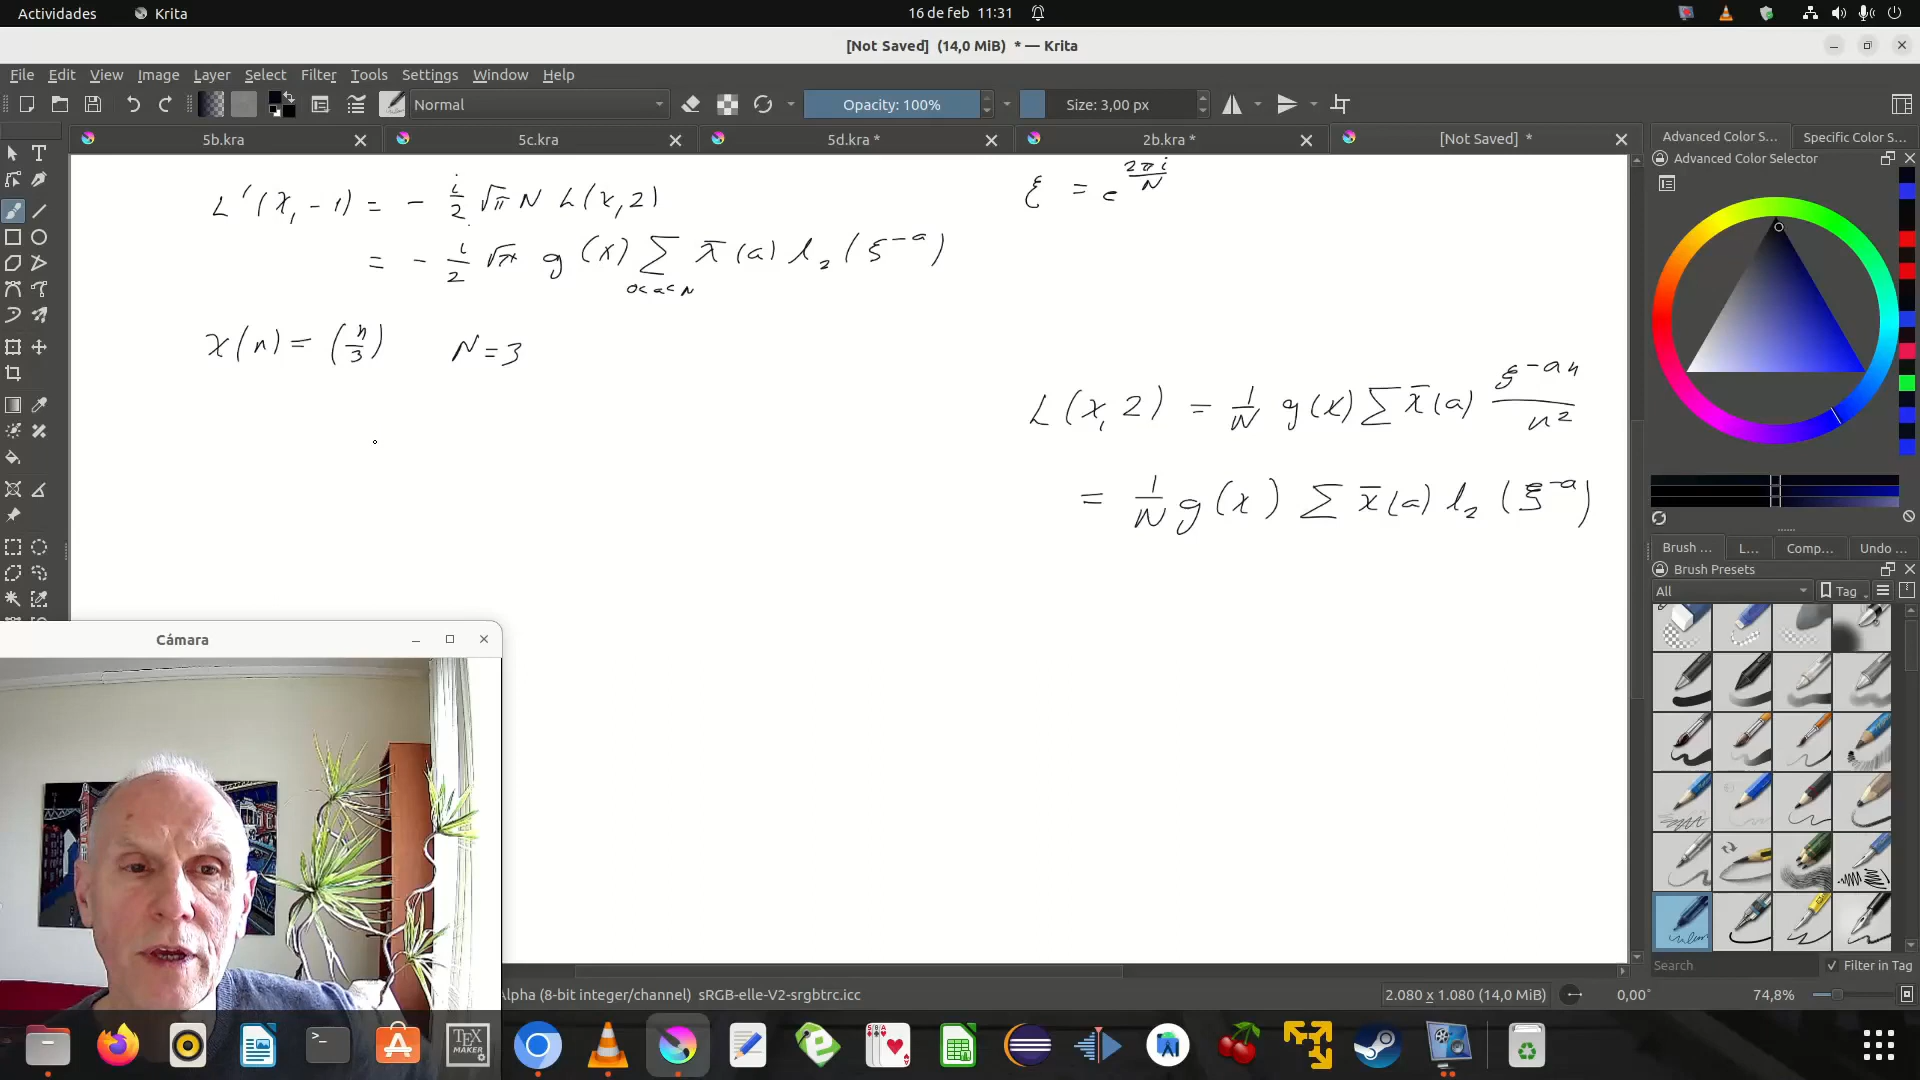 Actividades Krita 16 de feb 11:31
[Not Saved] (14,0 MiB) * — Krita
File Edit View Image Layer Select Filter Tools Settings Window Help
Normal Opacity: 100% Size: 3,00 px
5b.kra 5c.kra 5d.kra * 2b.kra * [Not Saved] * Advanced Color S... Specific Color S...
Advanced Color Selector
L'(χ, -1) = - i/2 √π N L(χ, 2)
ξ = e^(2πi/N)
= - i/2 √π g(χ) ∑ χ̄(a) l₂(ξ^-a)
0<a<N
χ(n) = (n/3) N = 3
L(χ, 2) = 1/N g(χ) ∑ χ̄(a) ξ^-an / n²
= 1/N g(χ) ∑ χ̄(a) l₂(ξ^-a)
Brush ... L... Comp... Undo ...
Brush Presets
All Tag
Search Filter in Tag
Cámara
Alpha (8-bit integer/channel) sRGB-elle-V2-srgbtrc.icc 2.080 x 1.080 (14,0 MiB) 0,00° 74,8%
TEX MAKER